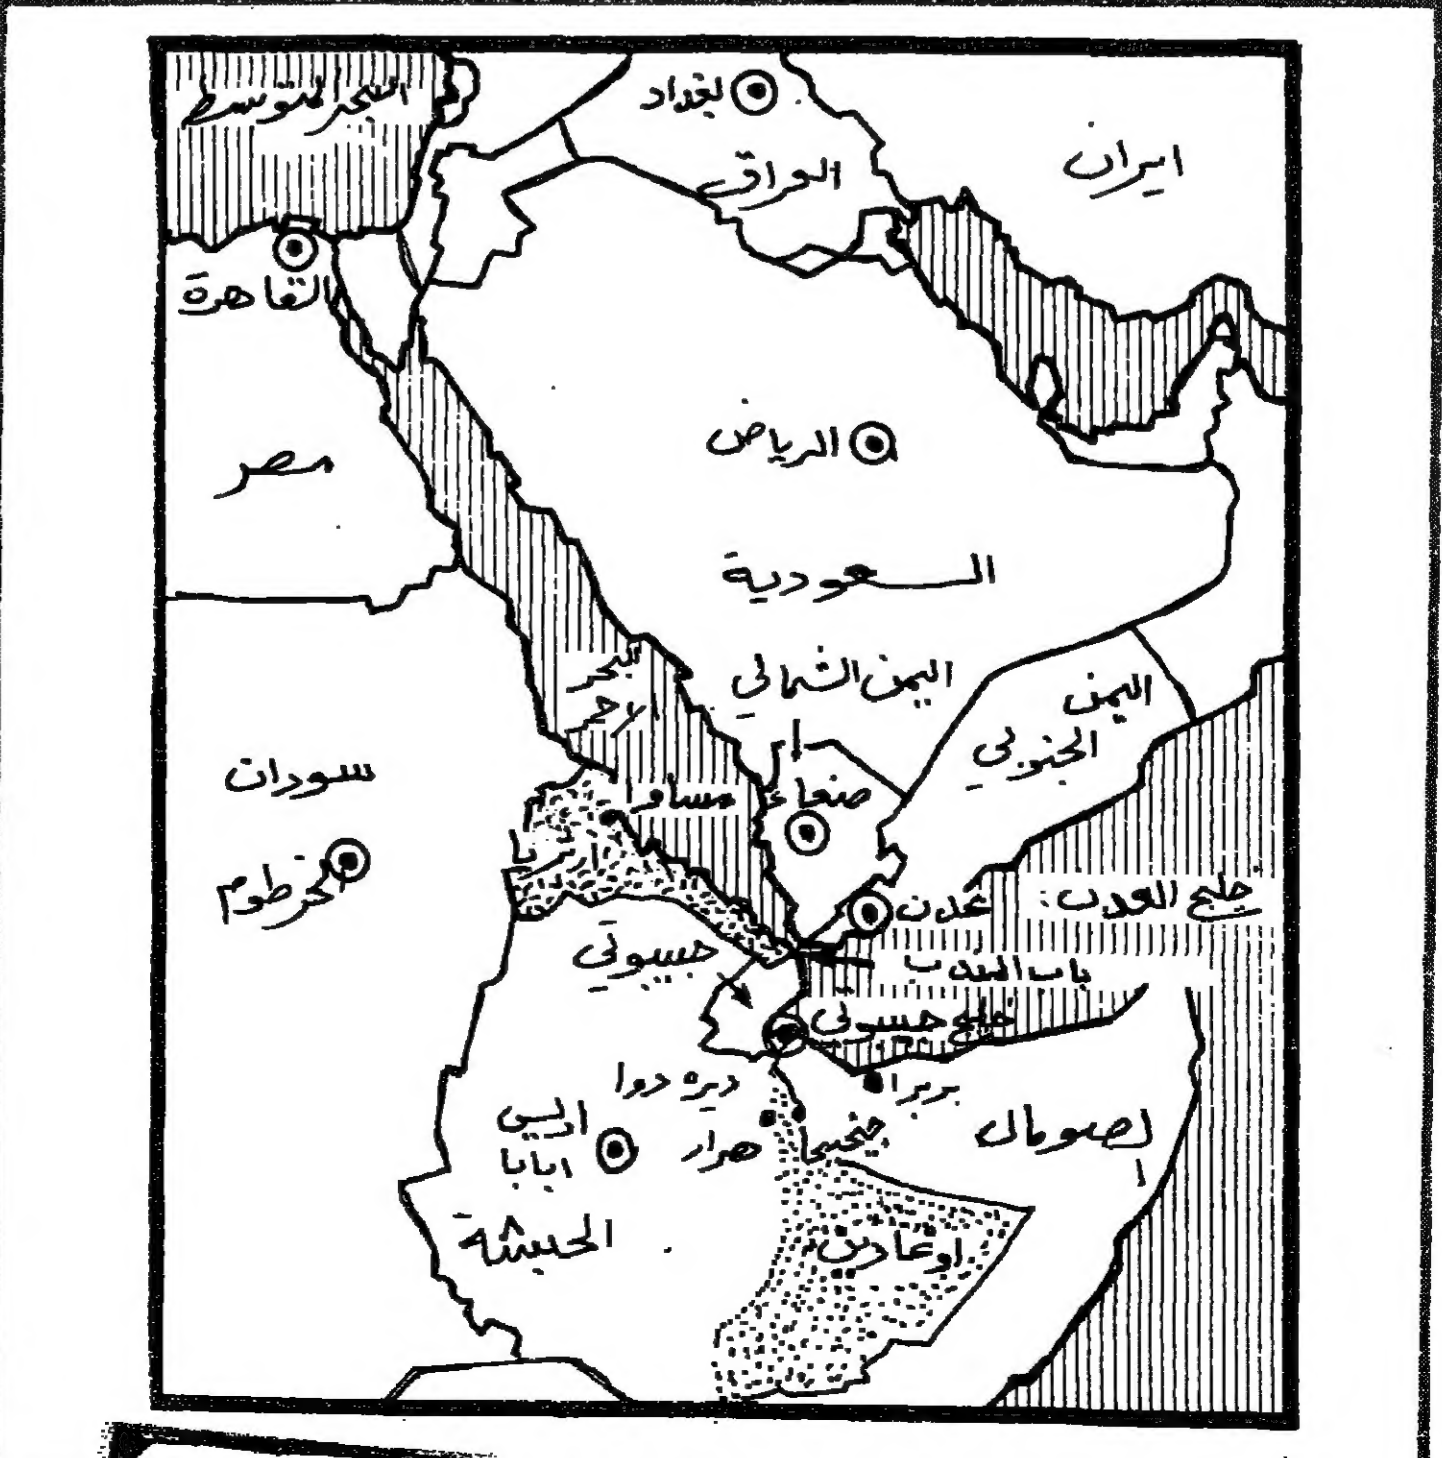 البحر المتوسط
بغداد
العراق
ايران
القاهرة
مصر
الرياض
السعودية
البحر
الاحمر
اليمن الشمالي
اليمن
الجنوبي
سودان
الخرطوم
صنعاء
ارتريا
عدن
خليج العدن
باب المندب
جيبوتي
خليج جيبوتي
ديره دوا
بربرا
اديس
ابابا
هرار
جيجيجا
الصومال
الحبشة
اوغادين